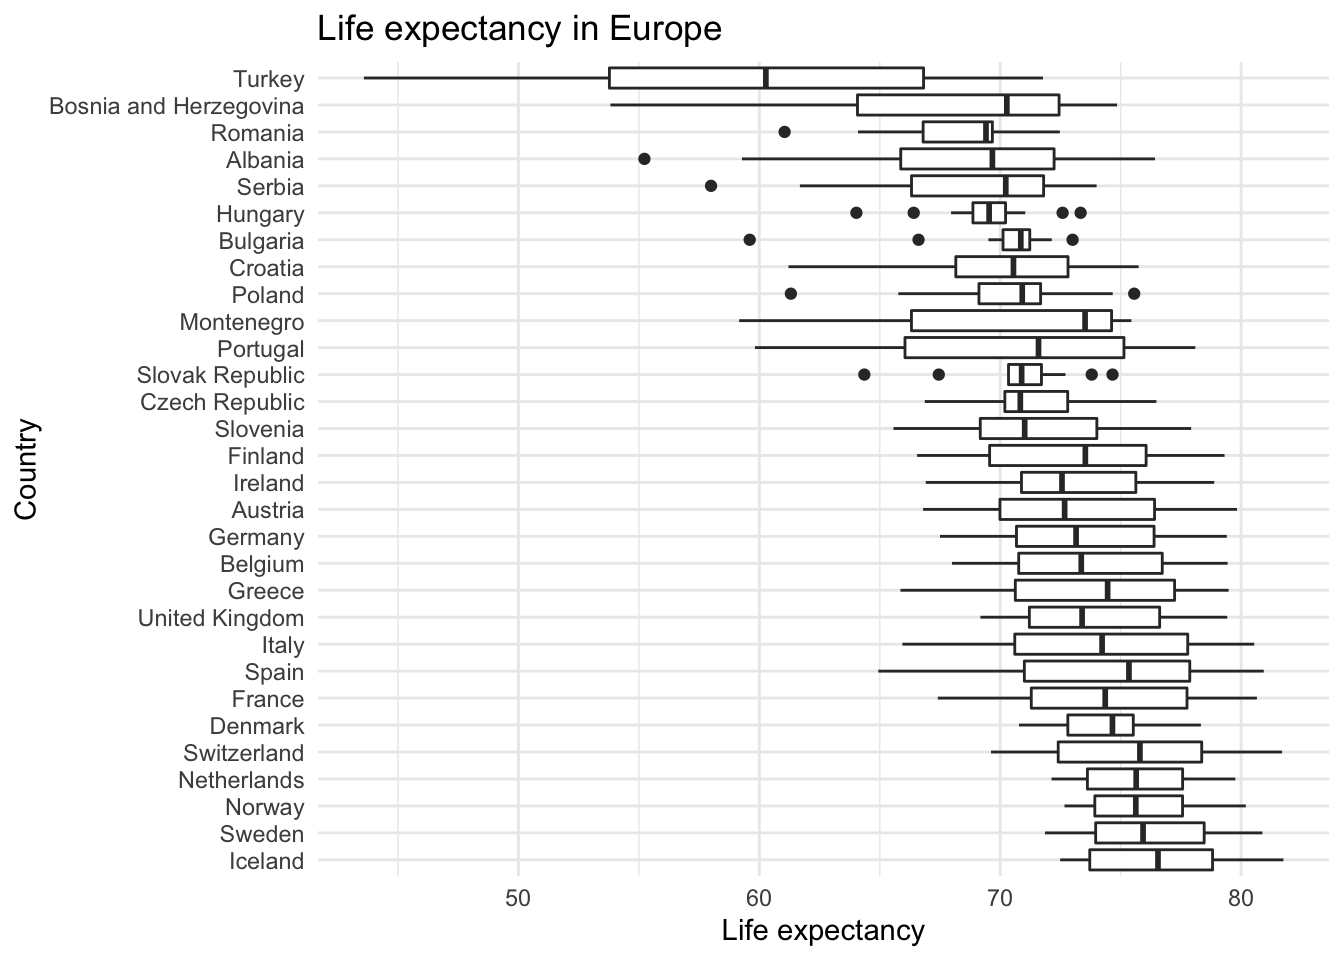 Life expectancy in Europe
Turkey
Bosnia and Herzegovina
Romania
Albania
Serbia
Hungary
Bulgaria
Croatia
Poland
Montenegro
Portugal
Slovak Republic
Czech Republic
Slovenia
Finland
Ireland
Austria
Germany
Belgium
Greece
United Kingdom
Italy
Spain
France
Denmark
Switzerland
Netherlands
Norway
Sweden
Iceland
Country
50 60 70 80
Life expectancy